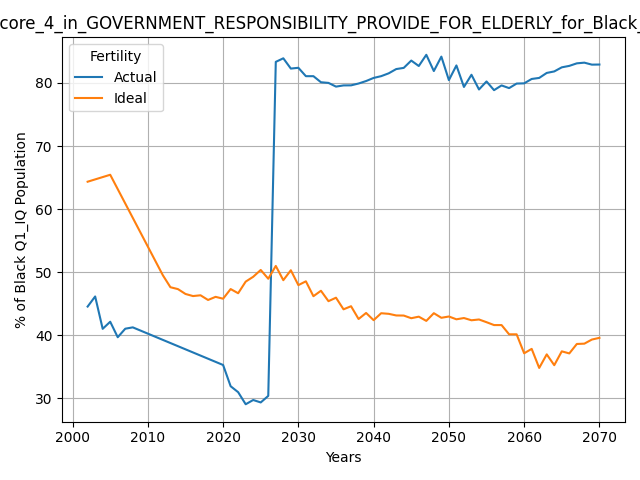 core_4_in_GOVERNMENT_RESPONSIBILITY_PROVIDE_FOR_ELDERLY_for_Black_
Fertility
Actual
Ideal
80
70
60
50
40
30
% of Black Q1_IQ Population
2000 2010 2020 2030 2040 2050 2060 2070
Years